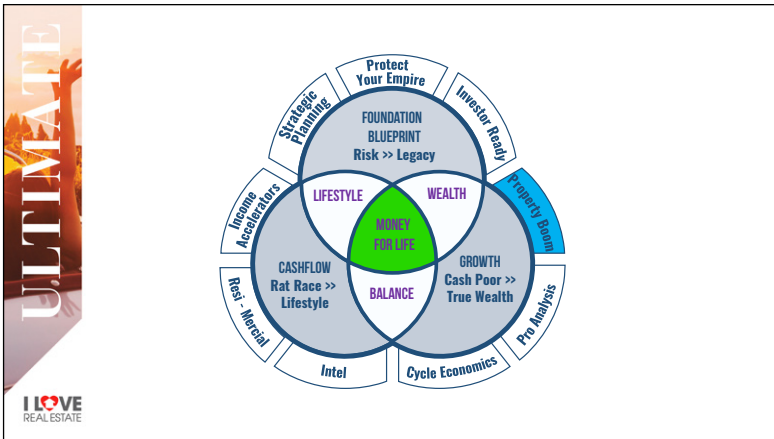 ULTIMATE
I LOVE
REAL ESTATE
Protect
Your Empire
Strategic
Planning
Investor Ready
Income
Accelerators
Property Boom
Resi - Mercial
Pro Analysis
Intel
Cycle Economics
FOUNDATION
BLUEPRINT
Risk >> Legacy
LIFESTYLE
WEALTH
MONEY
FOR LIFE
CASHFLOW
Rat Race >>
Lifestyle
GROWTH
Cash Poor >>
True Wealth
BALANCE